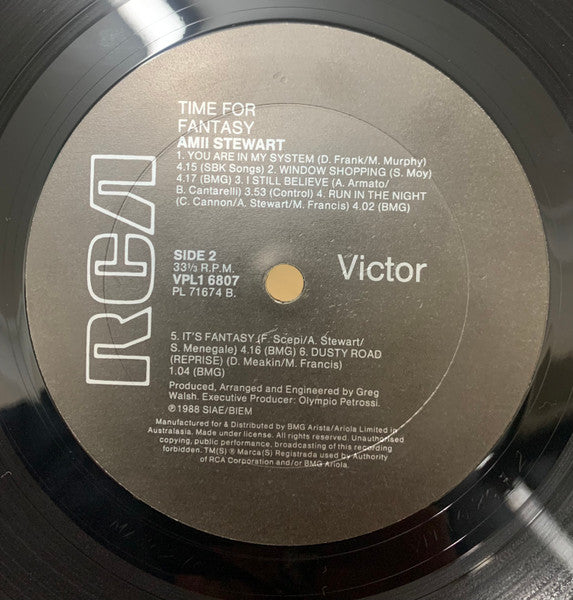 RCA
TIME FOR
FANTASY
AMII STEWART
1. YOU ARE IN MY SYSTEM (D. Frank/M. Murphy)
4.15 (SBK Songs) 2. WINDOW SHOPPING (S. Moy)
4.17 (BMG) 3. I STILL BELIEVE (A. Armato/
B. Cantarelli) 3.53 (Control) 4. RUN IN THE NIGHT
(C. Cannon/A. Stewart/M. Francis) 4.02 (BMG)
SIDE 2
33⅓ R.P.M.
VPL1 6807
PL 71674 B.
Victor
5. IT'S FANTASY (F. Scepi/A. Stewart/
S. Menegale) 4.16 (BMG) 6. DUSTY ROAD
(REPRISE) (D. Meakin/M. Francis)
1.04 (BMG)
Produced, Arranged and Engineered by Greg
Walsh. Executive Producer: Olympio Petrossi.
℗1988 SIAE/BIEM
Manufactured for & Distributed by BMG Arista/Ariola Limited in
Australasia. Made under license. All rights reserved. Unauthorised
copying, public performance, broadcasting of this recording
forbidden. TM(S) ® Marca(S) Registrada used by Authority
of RCA Corporation and/or BMG Ariola.